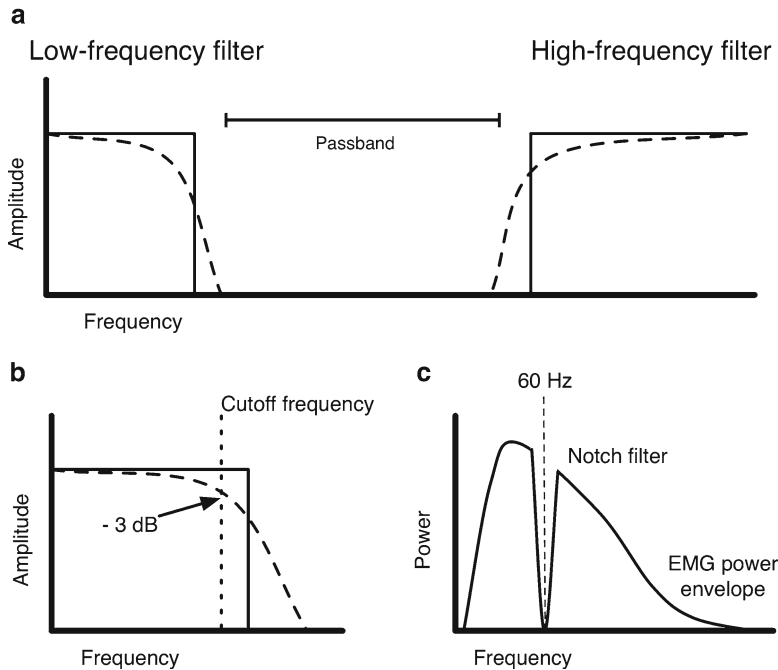 a
Low-frequency filter
High-frequency filter
Passband
Amplitude
Frequency
b
Cutoff frequency
- 3 dB
Amplitude
Frequency
c
60 Hz
Notch filter
EMG power
envelope
Power
Frequency